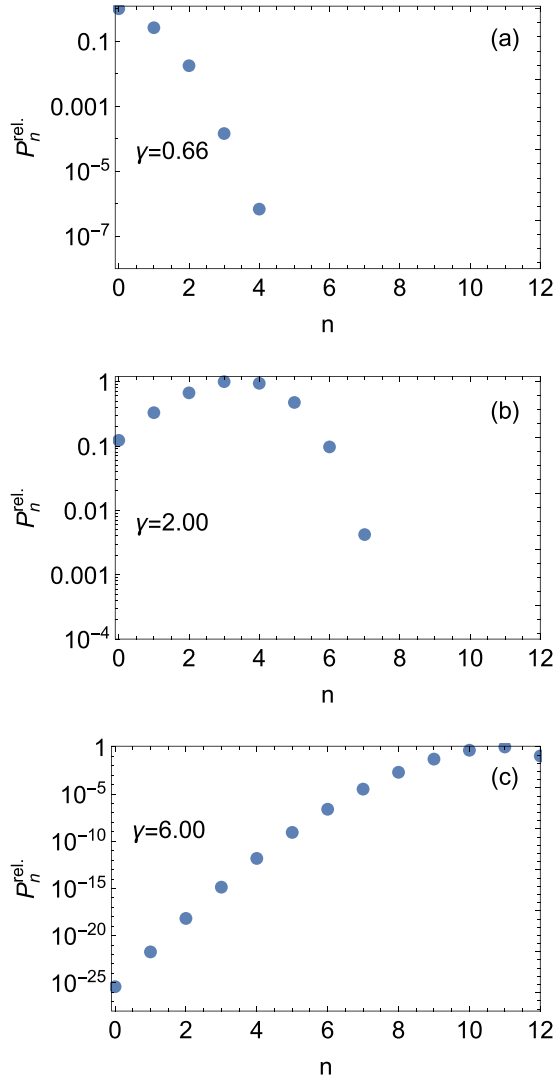 (a)
0.1
0.001
10⁻⁵
10⁻⁷
P_n^rel.
γ=0.66
0 2 4 6 8 10 12
n
(b)
1
0.1
0.01
0.001
10⁻⁴
P_n^rel.
γ=2.00
0 2 4 6 8 10 12
n
(c)
1
10⁻⁵
10⁻¹⁰
10⁻¹⁵
10⁻²⁰
10⁻²⁵
P_n^rel.
γ=6.00
0 2 4 6 8 10 12
n